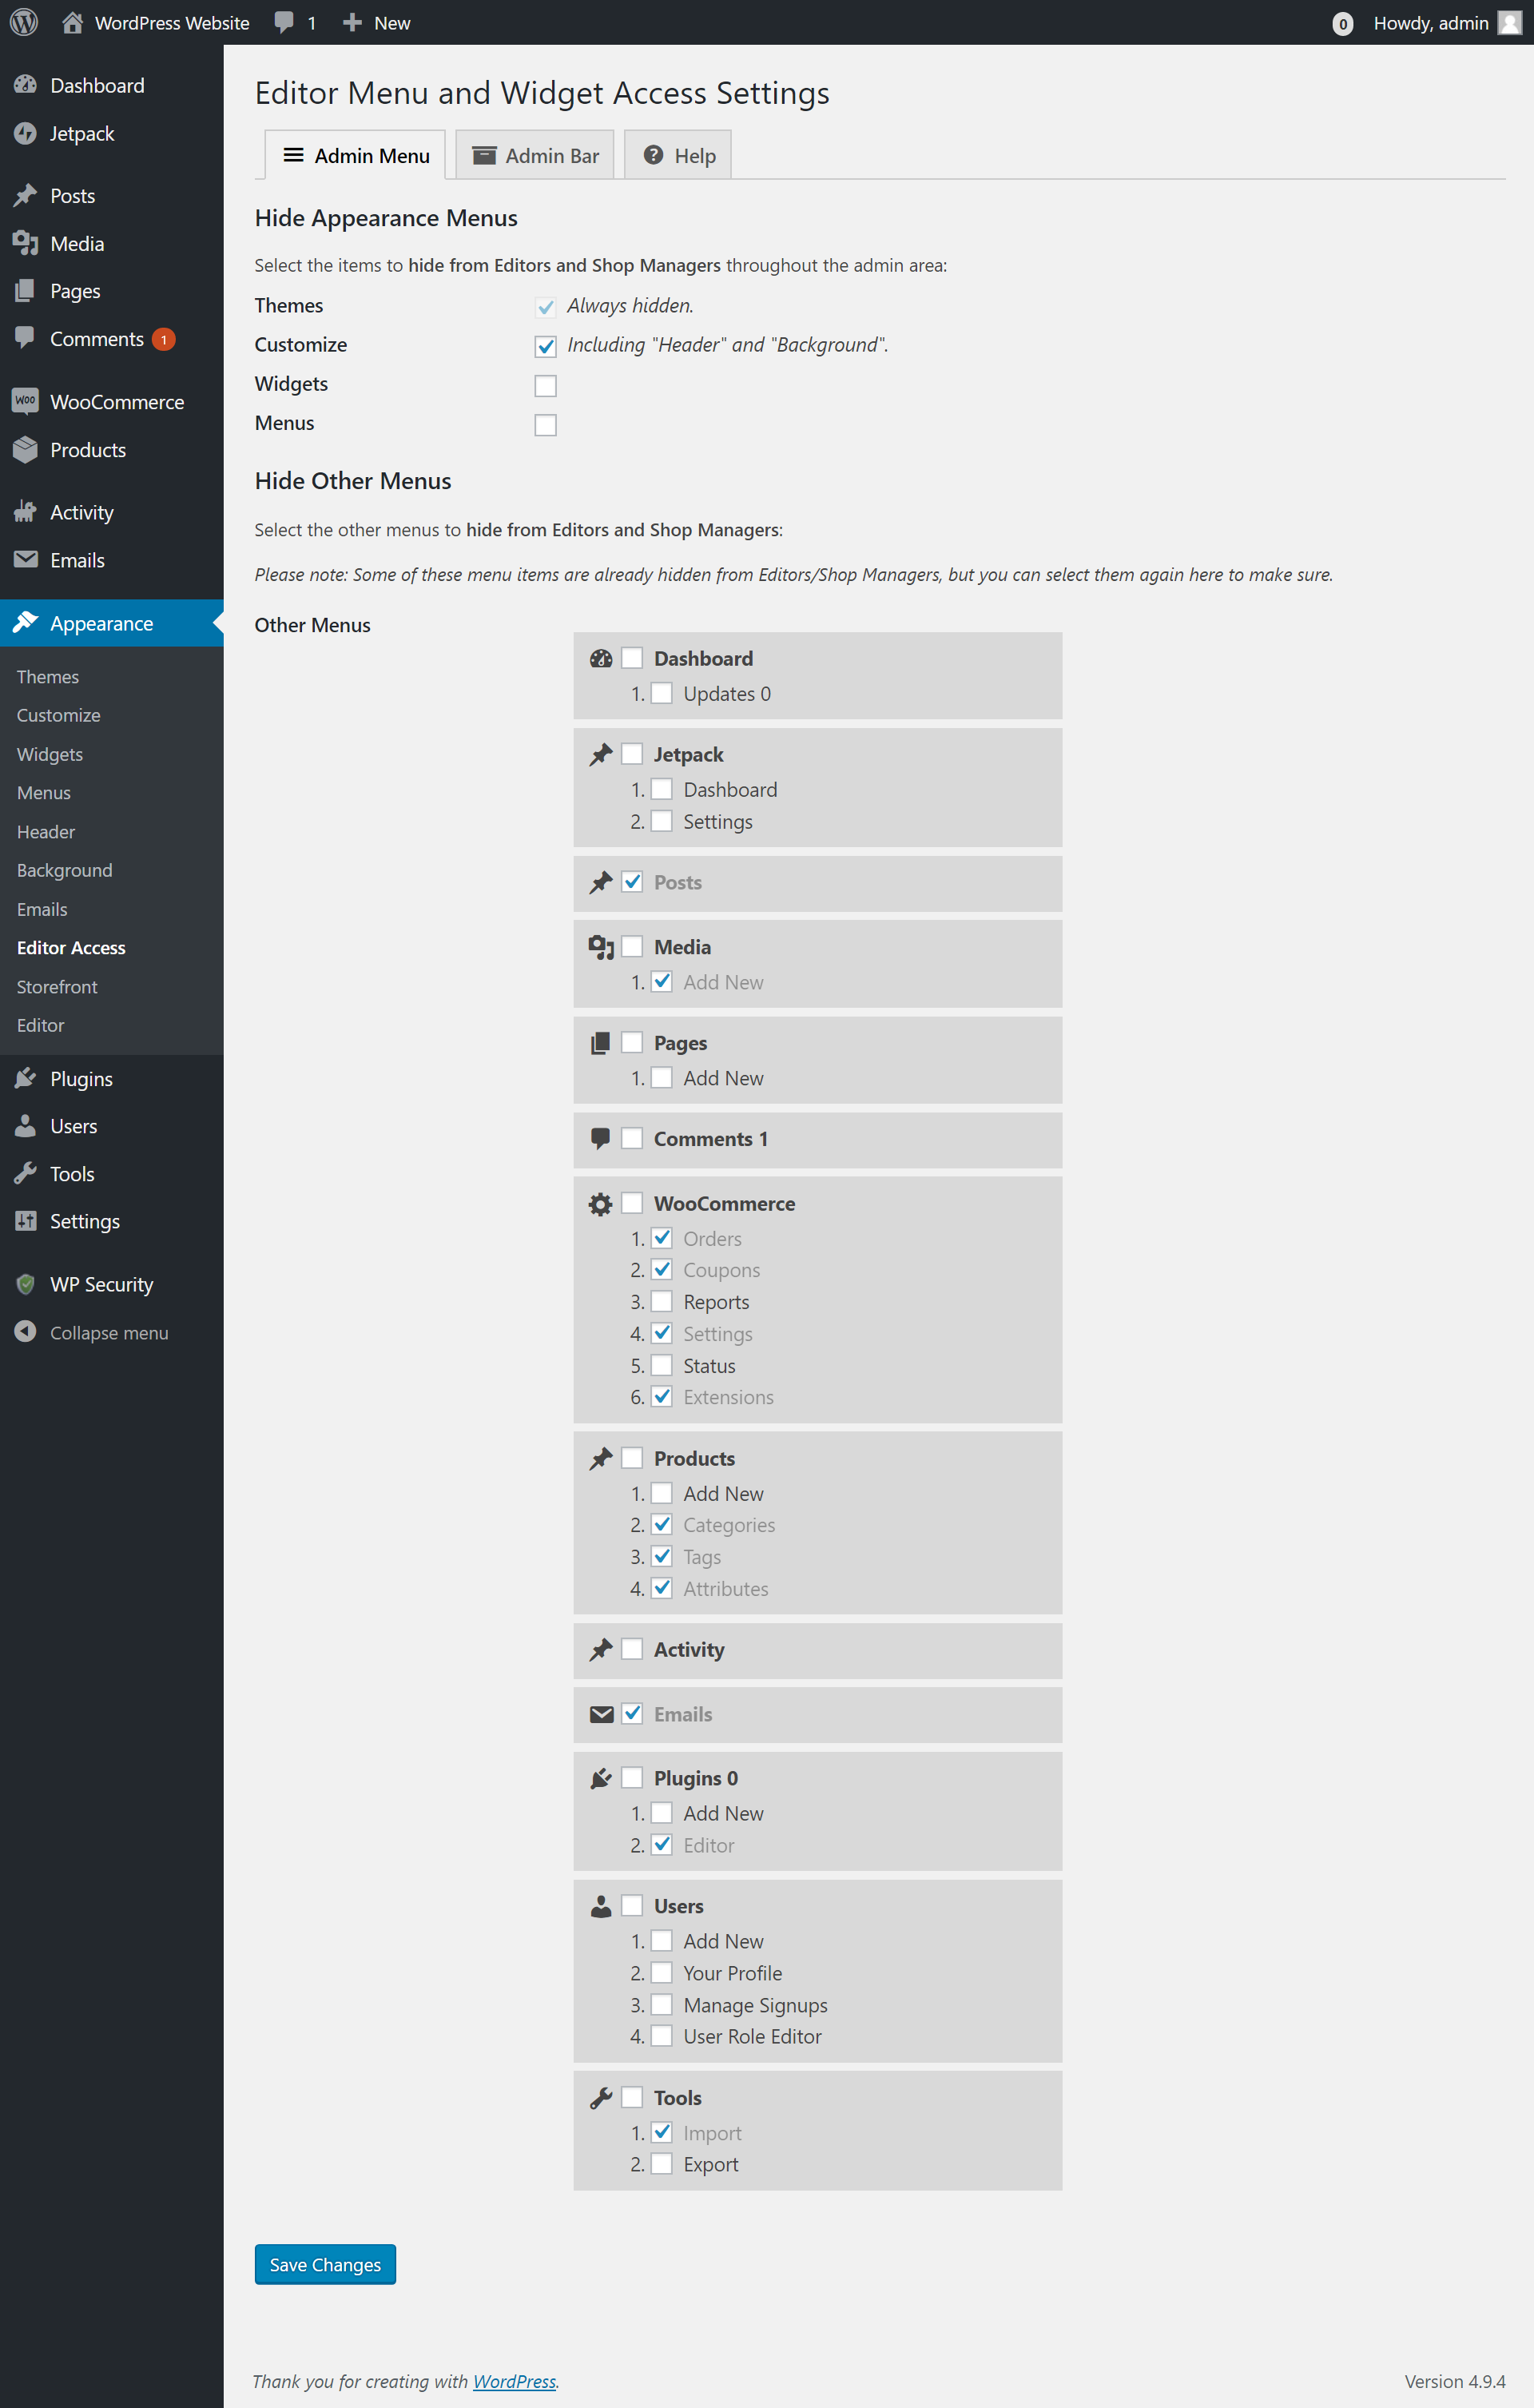 WordPress Website 1 New 0 Howdy, admin
Dashboard
Jetpack
Posts
Media
Pages
Comments 1
Woo WooCommerce
Products
Activity
Emails
Appearance
Themes
Customize
Widgets
Menus
Header
Background
Emails
Editor Access
Storefront
Editor
Plugins
Users
Tools
Settings
WP Security
Collapse menu
Editor Menu and Widget Access Settings
Admin Menu Admin Bar Help
Hide Appearance Menus
Select the items to hide from Editors and Shop Managers throughout the admin area:
Themes Always hidden.
Customize Including "Header" and "Background".
Widgets
Menus
Hide Other Menus
Select the other menus to hide from Editors and Shop Managers:
Please note: Some of these menu items are already hidden from Editors/Shop Managers, but you can select them again here to make sure.
Other Menus
Dashboard
1. Updates 0
Jetpack
1. Dashboard
2. Settings
Posts
Media
1. Add New
Pages
1. Add New
Comments 1
WooCommerce
1. Orders
2. Coupons
3. Reports
4. Settings
5. Status
6. Extensions
Products
1. Add New
2. Categories
3. Tags
4. Attributes
Activity
Emails
Plugins 0
1. Add New
2. Editor
Users
1. Add New
2. Your Profile
3. Manage Signups
4. User Role Editor
Tools
1. Import
2. Export
Save Changes
Thank you for creating with WordPress. Version 4.9.4